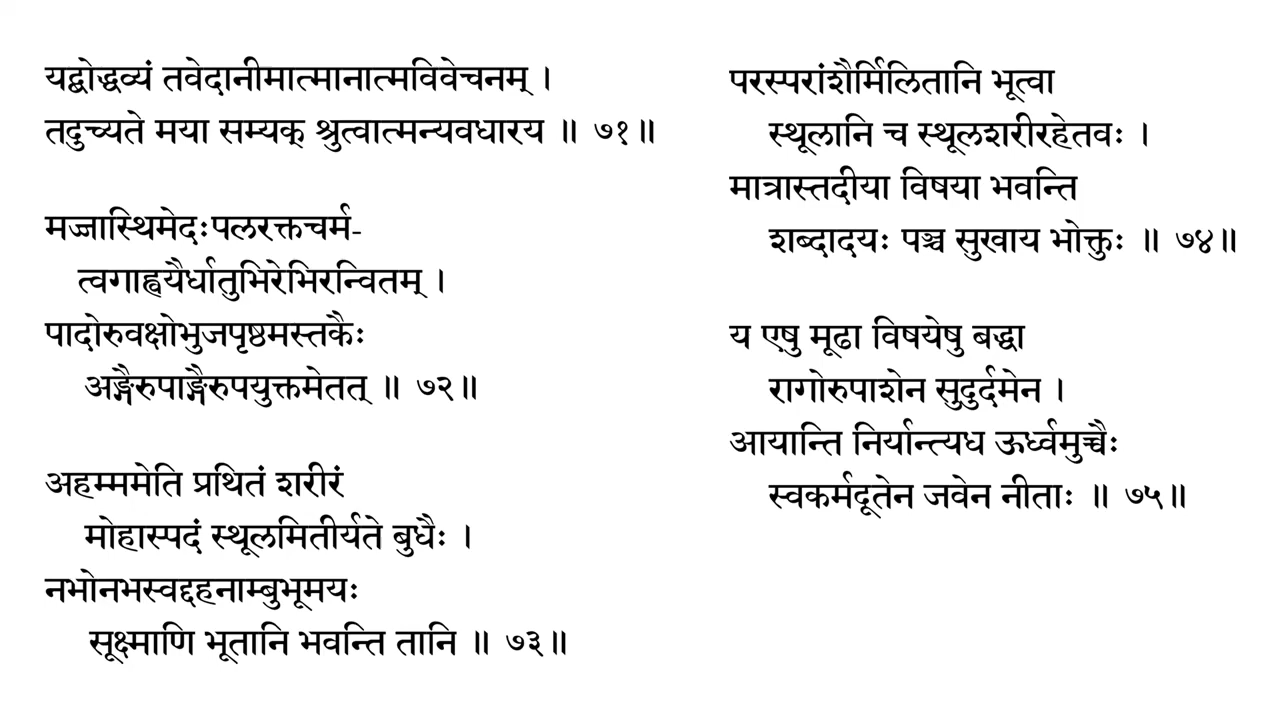 यद्बोद्धव्यं तवेदानीमात्मानात्मविवेचनम् ।
तदुच्यते मया सम्यक् श्रुत्वात्मन्यवधारय ॥ ७१॥
मज्जास्थिमेदःपलरक्तचर्म-
त्वगाह्वयैर्धातुभिरेभिरन्वितम् ।
पादोरुवक्षोभुजपृष्ठमस्तकैः
अङ्गैरुपाङ्गैरुपयुक्तमेतत् ॥ ७२॥
अहम्ममेति प्रथितं शरीरं
मोहास्पदं स्थूलमितीर्यते बुधैः ।
नभोनभस्वद्दहनाम्बुभूमयः
सूक्ष्माणि भूतानि भवन्ति तानि ॥ ७३॥
परस्परांशैर्मिलितानि भूत्वा
स्थूलानि च स्थूलशरीरहेतवः ।
मात्रास्तदीया विषया भवन्ति
शब्दादयः पञ्च सुखाय भोक्तुः ॥ ७४॥
य एषु मूढा विषयेषु बद्धा
रागोरुपाशेन सुदुर्दमेन ।
आयान्ति निर्यान्त्यध ऊर्ध्वमुच्चैः
स्वकर्मदूतेन जवेन नीताः ॥ ७५॥